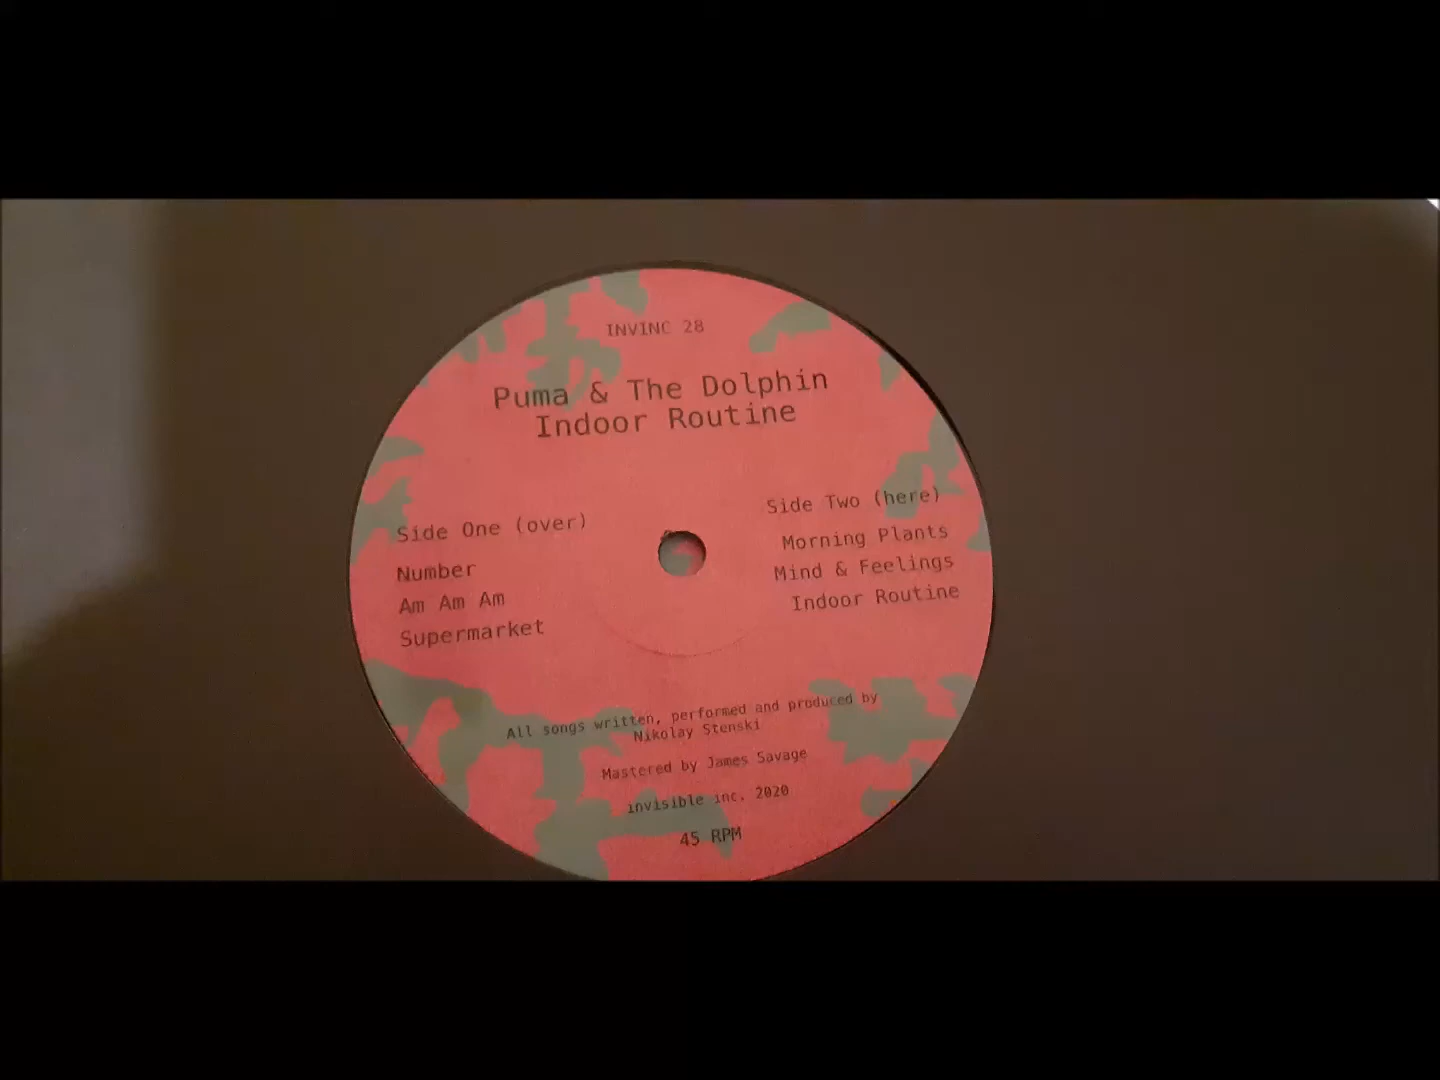 INVINC 28
Puma & The Dolphin
Indoor Routine
Side One (over)
Number
Am Am Am
Supermarket
Side Two (here)
Morning Plants
Mind & Feelings
Indoor Routine
All songs written, performed and produced by
Nikolay Stenski
Mastered by James Savage
invisible inc. 2020
45 RPM